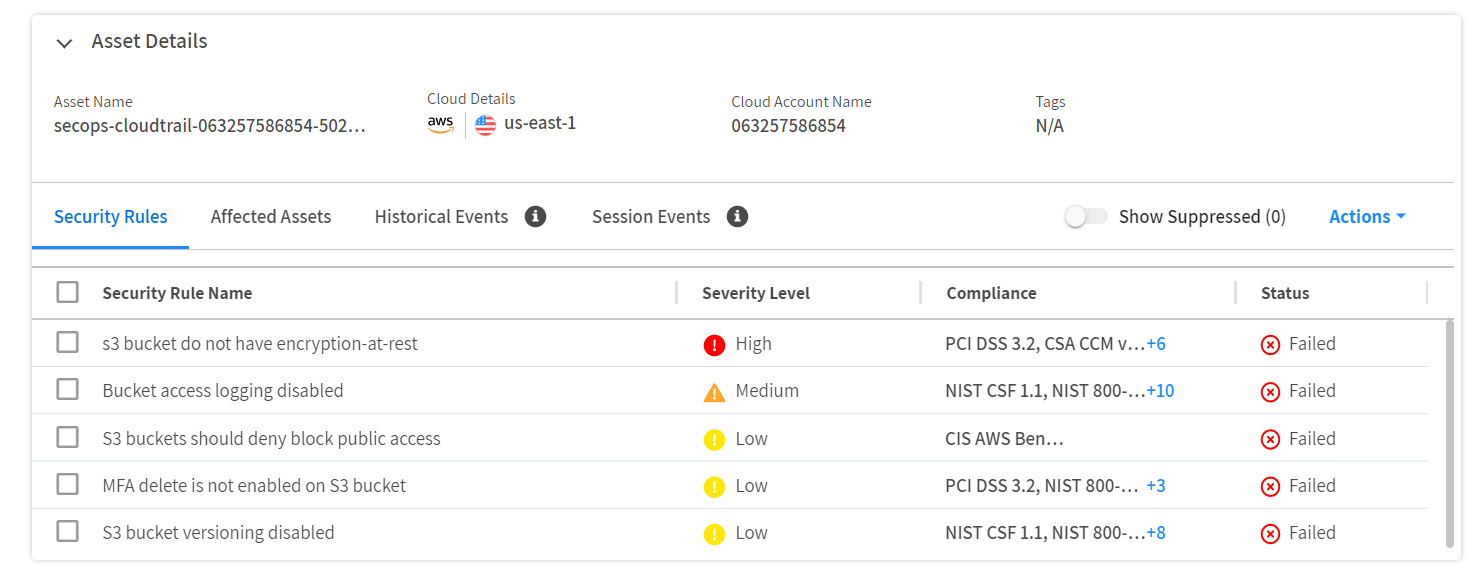 Asset Details
Asset Name
Cloud Details
Cloud Account Name
Tags
secops-cloudtrail-063257586854-502...
aws
us-east-1
063257586854
N/A
Security Rules
Affected Assets
Historical Events
Session Events
Show Suppressed (0)
Actions
Security Rule Name
Severity Level
Compliance
Status
s3 bucket do not have encryption-at-rest
High
PCI DSS 3.2, CSA CCM v...+6
Failed
Bucket access logging disabled
Medium
NIST CSF 1.1, NIST 800-...+10
Failed
S3 buckets should deny block public access
Low
CIS AWS Ben...
Failed
MFA delete is not enabled on S3 bucket
Low
PCI DSS 3.2, NIST 800-... +3
Failed
S3 bucket versioning disabled
Low
NIST CSF 1.1, NIST 800-...+8
Failed